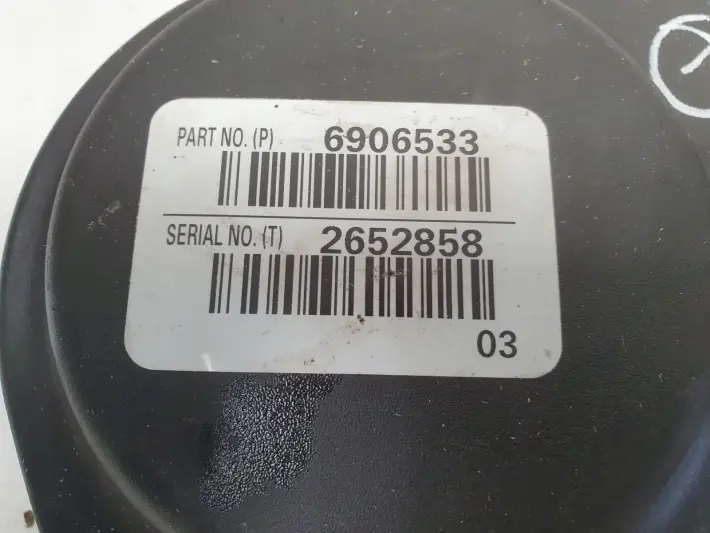 PART NO. (P) 6906533
SERIAL NO. (T) 2652858
03